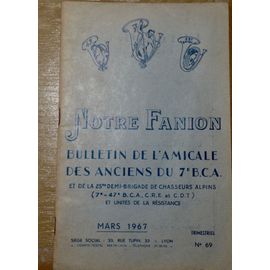 NOTRE FANION
BULLETIN DE L'AMICALE
DES ANCIENS DU 7e B.C.A.
ET DE LA 25me DEMI-BRIGADE DE CHASSEURS ALPINS
(7e-47e B.C.A., C.R.E. et C.D.T.)
ET UNITÉS DE LA RÉSISTANCE
MARS 1967
TRIMESTRIEL
SIÈGE SOCIAL : 33, RUE TUPIN, 33 - LYON
No 69